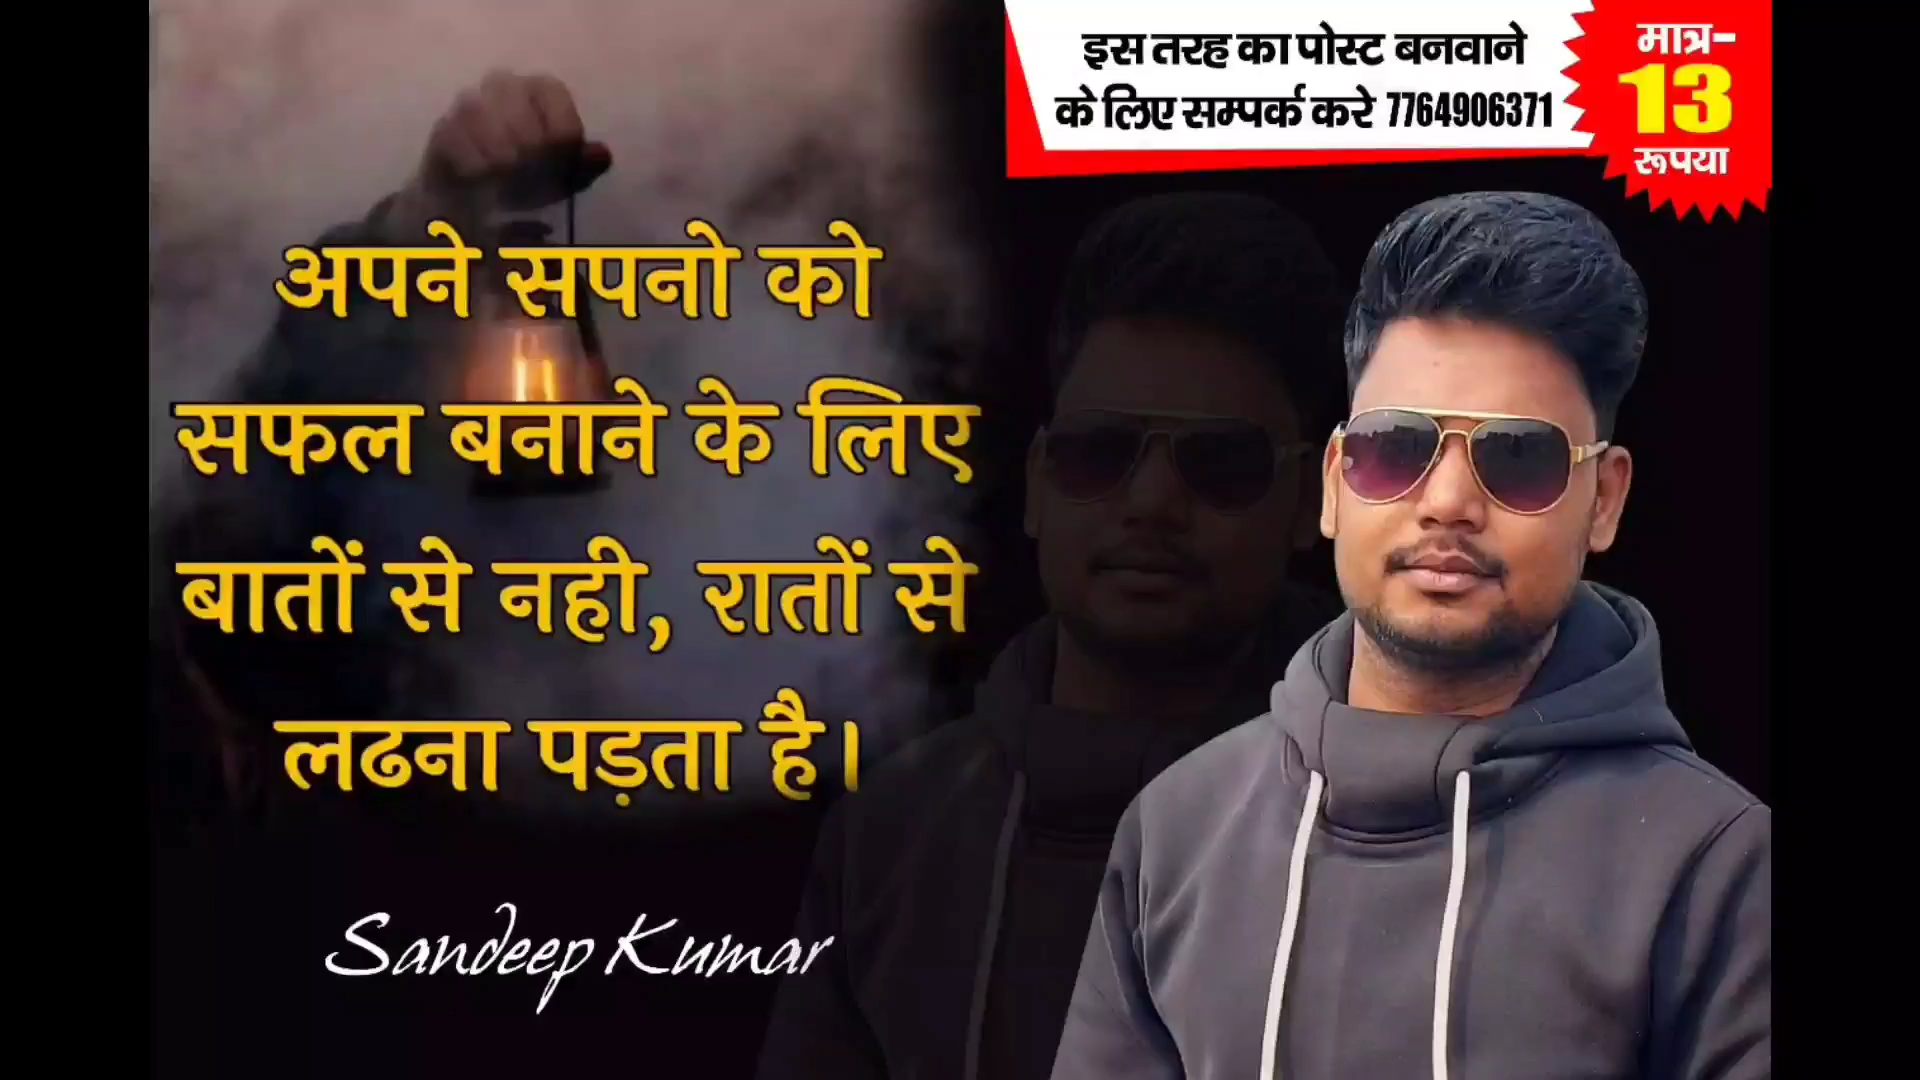 इस तरह का पोस्ट बनवाने
के लिए सम्पर्क करे 7764906371
मात्र-
13
रूपया
अपने सपनो को
सफल बनाने के लिए
बातों से नही, रातों से
लढना पड़ता है।
Sandeep Kumar